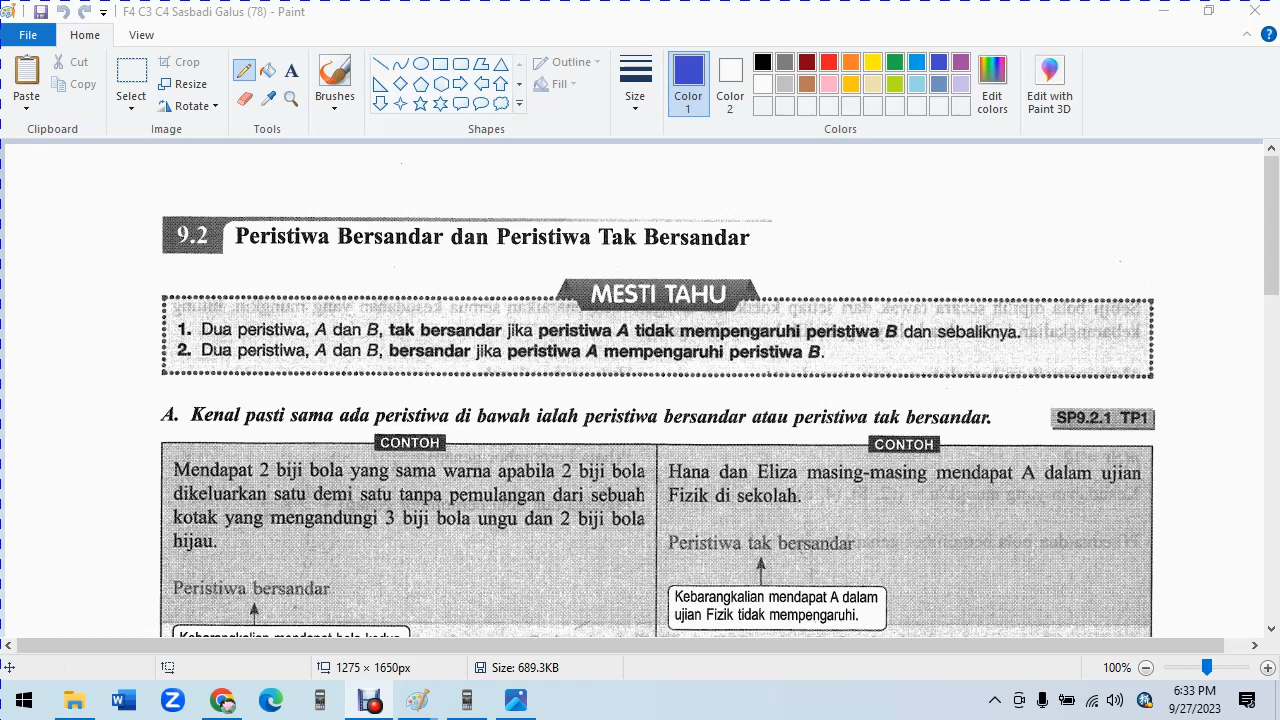 F4 C3 C4 Sasbadi Galus (78) - Paint
File Home View
Cut
Copy
Paste
Clipboard
Select
Crop
Resize
Rotate
Image
Tools
Brushes
Shapes
Outline
Fill
Size
Color 1
Color 2
Edit colors
Colors
Edit with Paint 3D
9.2 Peristiwa Bersandar dan Peristiwa Tak Bersandar
MESTI TAHU
1. Dua peristiwa, A dan B, tak bersandar jika peristiwa A tidak mempengaruhi peristiwa B dan sebaliknya.
2. Dua peristiwa, A dan B, bersandar jika peristiwa A mempengaruhi peristiwa B.
A. Kenal pasti sama ada peristiwa di bawah ialah peristiwa bersandar atau peristiwa tak bersandar.
SP9.2.1 TP1
CONTOH
Mendapat 2 biji bola yang sama warna apabila 2 biji bola
dikeluarkan satu demi satu tanpa pemulangan dari sebuah
kotak yang mengandungi 3 biji bola ungu dan 2 biji bola
hijau.
Peristiwa bersandar
Kebarangkalian mendapat bola kedua
CONTOH
Hana dan Eliza masing-masing mendapat A dalam ujian
Fizik di sekolah.
Peristiwa tak bersandar
Kebarangkalian mendapat A dalam
ujian Fizik tidak mempengaruhi.
1275 × 1650px
Size: 689.3KB
100%
6:33 PM
9/27/2023